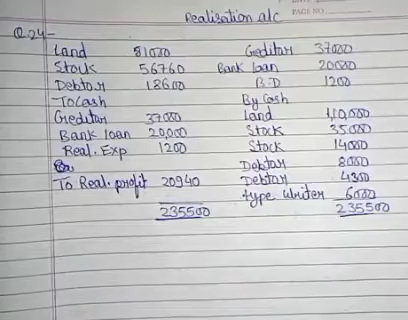 Realisation a/c PAGE NO
Q.24-
Land 81000 Creditor 37000
Stock 56760 Bank loan 20000
Debtor 18600 B.D 1200
To Cash By Cash
Creditor 37000 Land 110,000
Bank loan 20,000 Stock 35000
Real. Exp 1200 Stock 14000
Debtor 8000
To Real. profit 20940 Debtor 4300
type writer 6000
235500 235500